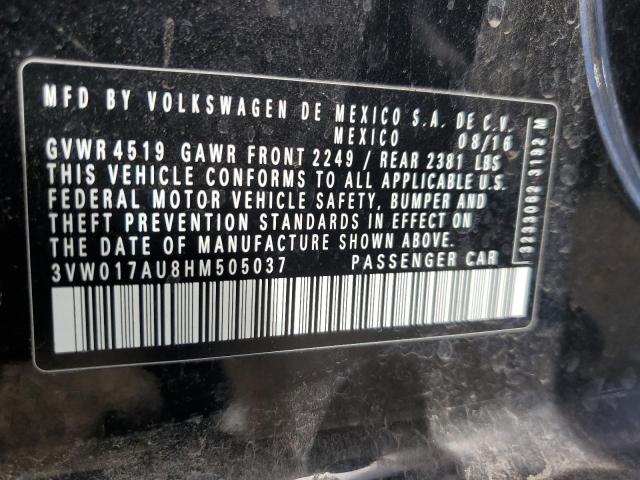 MFD BY VOLKSWAGEN DE MEXICO S.A. DE C.V.
MEXICO 08/16
GVWR 4519 GAWR FRONT 2249 / REAR 2381 LBS
THIS VEHICLE CONFORMS TO ALL APPLICABLE U.S.
FEDERAL MOTOR VEHICLE SAFETY, BUMPER AND
THEFT PREVENTION STANDARDS IN EFFECT ON
THE DATE OF MANUFACTURE SHOWN ABOVE.
3VW017AU8HM505037 PASSENGER CAR
3233062 3192 M